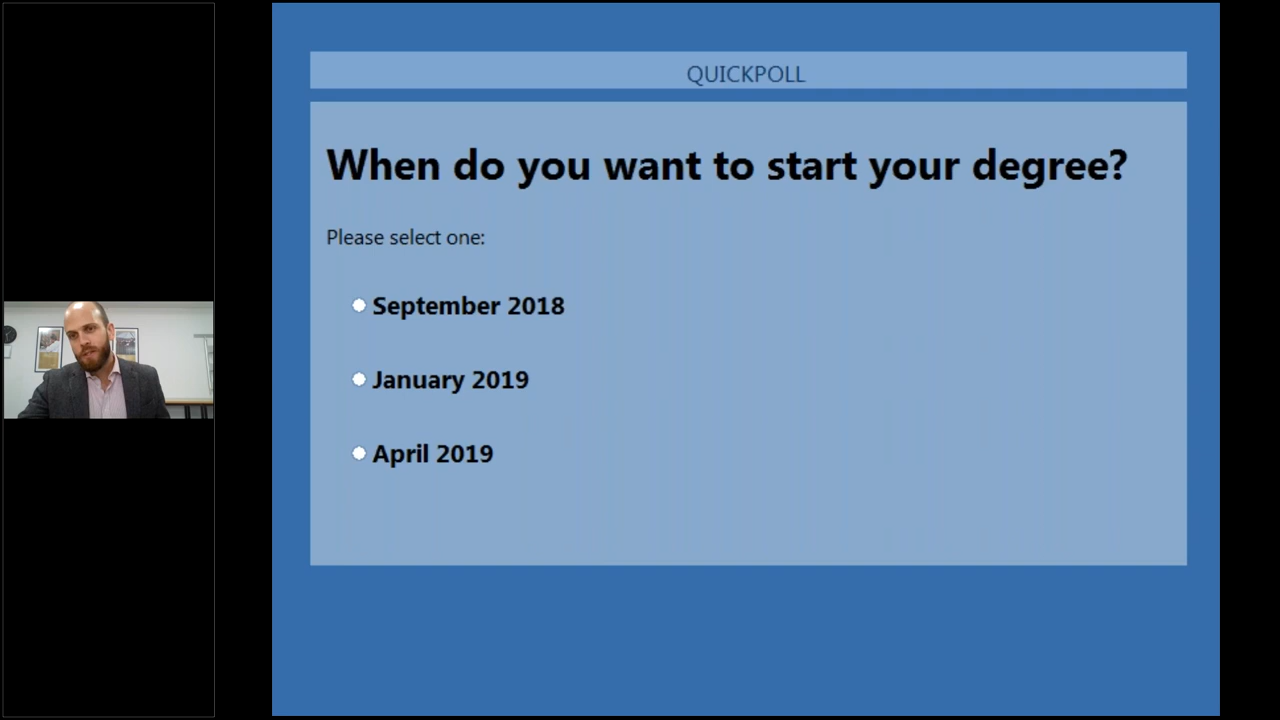 QUICKPOLL
When do you want to start your degree?
Please select one:
September 2018
January 2019
April 2019